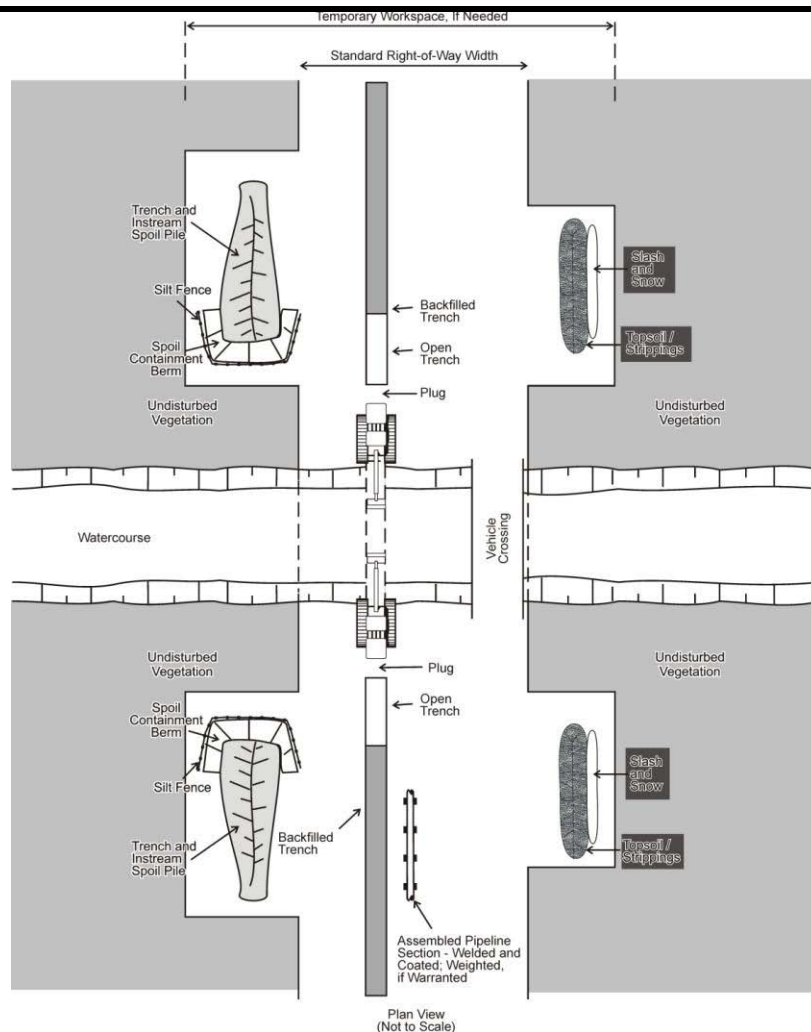 Temporary Workspace, If Needed
Standard Right-of-Way Width
Trench and
Instream
Spoil Pile
Silt Fence
Spoil
Containment
Berm
Backfilled
Trench
Open
Trench
Plug
Slash
and
Snow
Topsoil /
Strippings
Undisturbed
Vegetation
Undisturbed
Vegetation
Watercourse
Vehicle
Crossing
Undisturbed
Vegetation
Undisturbed
Vegetation
Plug
Spoil
Containment
Berm
Silt Fence
Trench and
Instream
Spoil Pile
Open
Trench
Backfilled
Trench
Slash
and
Snow
Topsoil /
Strippings
Assembled Pipeline
Section - Welded and
Coated; Weighted,
if Warranted
Plan View
(Not to Scale)